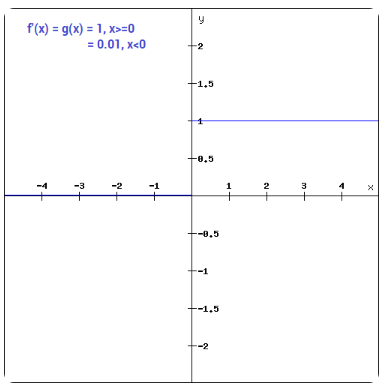 f'(x) = g(x) = 1, x>=0
= 0.01, x<0
y
2
1.5
1
0.5
-4 -3 -2 -1 1 2 3 4 x
-0.5
-1
-1.5
-2